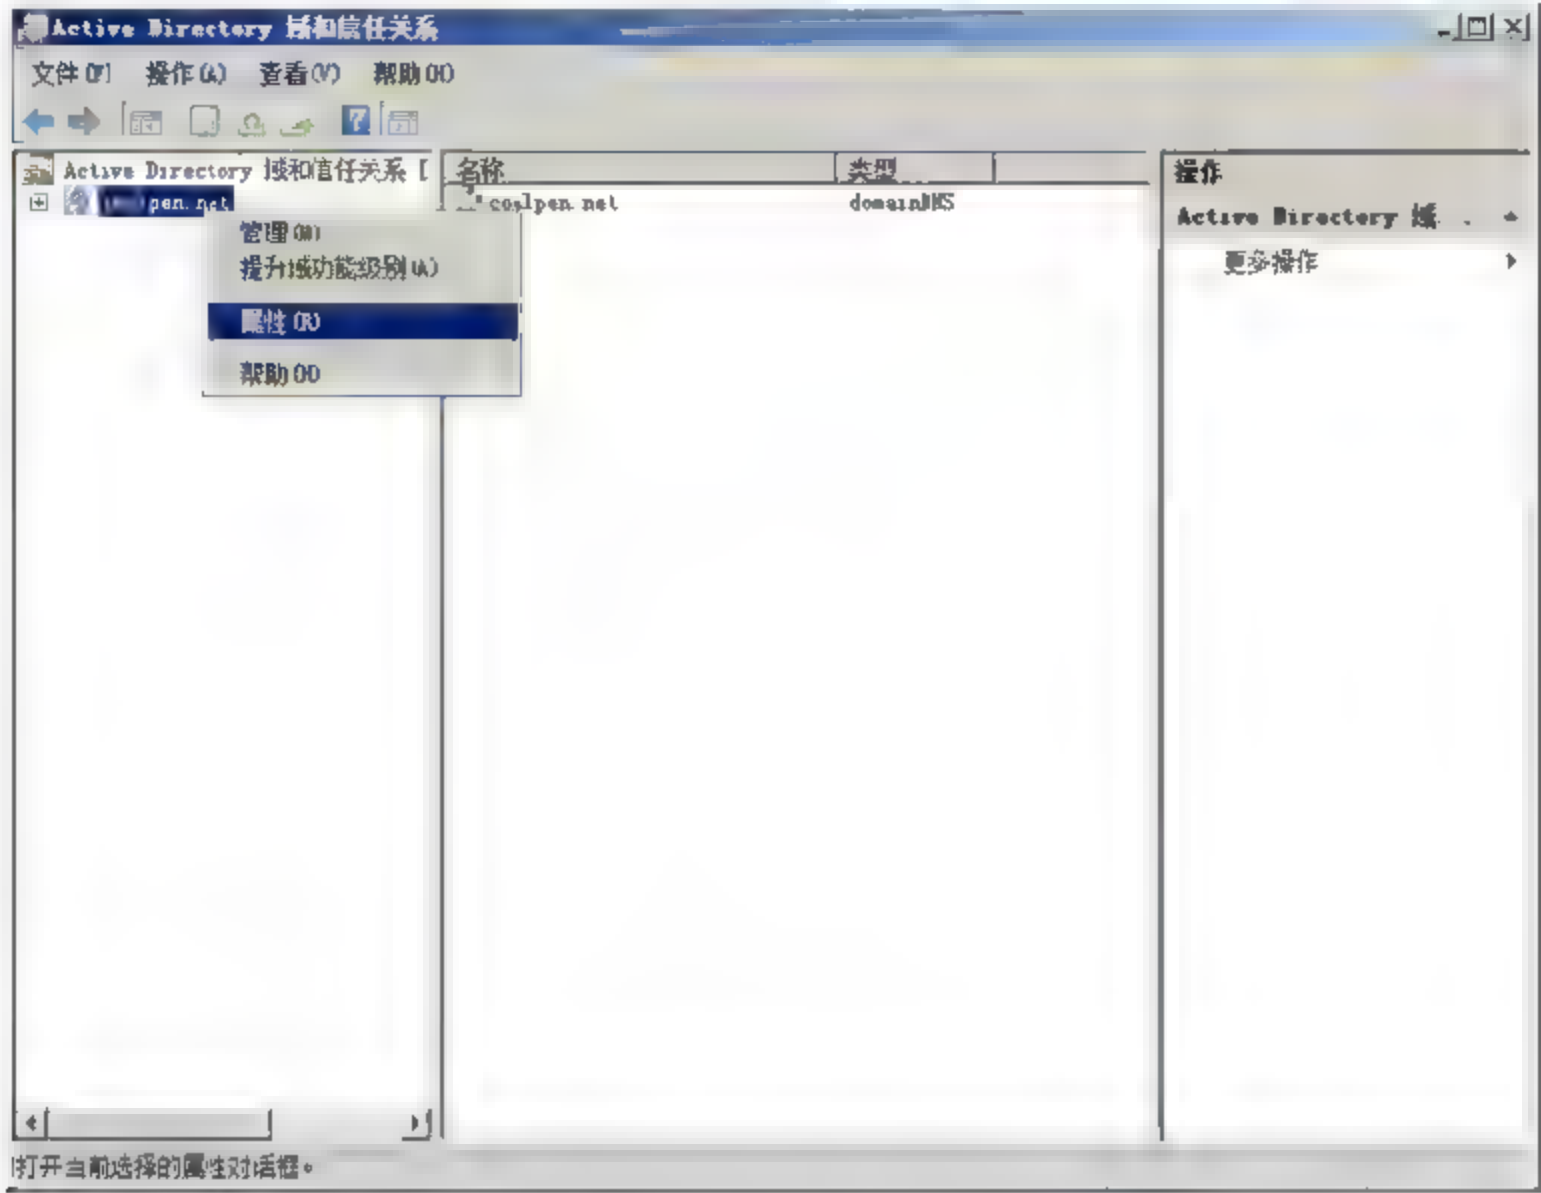 Active Directory 域和信任关系
文件(F) 操作(A) 查看(V) 帮助(H)
Active Directory 域和信任关系 [
名称 类型
操作
pen.net
coolpen.net domainDNS
Active Directory 域...
管理(M)
提升域功能级别(A)
更多操作
属性(R)
帮助(H)
打开当前选择的属性对话框。